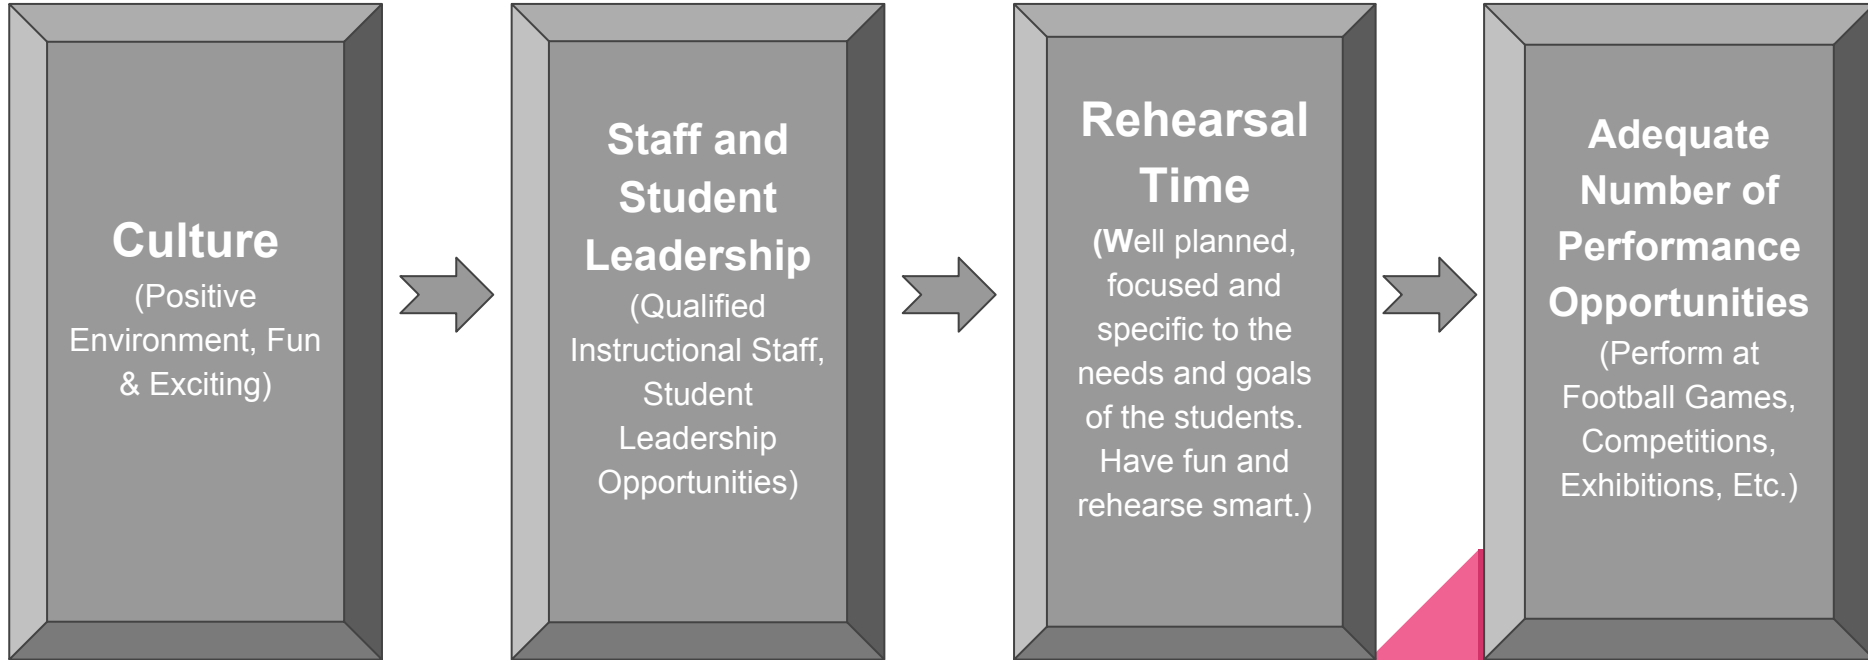 Culture
(Positive
Environment, Fun
& Exciting)
Staff and
Student
Leadership
(Qualified
Instructional Staff,
Student
Leadership
Opportunities)
Rehearsal
Time
(Well planned,
focused and
specific to the
needs and goals
of the students.
Have fun and
rehearse smart.)
Adequate
Number of
Performance
Opportunities
(Perform at
Football Games,
Competitions,
Exhibitions, Etc.)